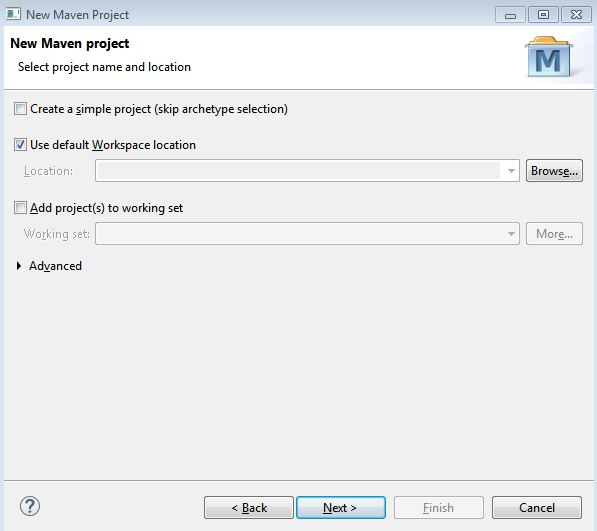 New Maven Project
New Maven project
Select project name and location
M
Create a simple project (skip archetype selection)
Use default Workspace location
Location:
Browse...
Add project(s) to working set
Working set:
More...
Advanced
?
< Back
Next >
Finish
Cancel